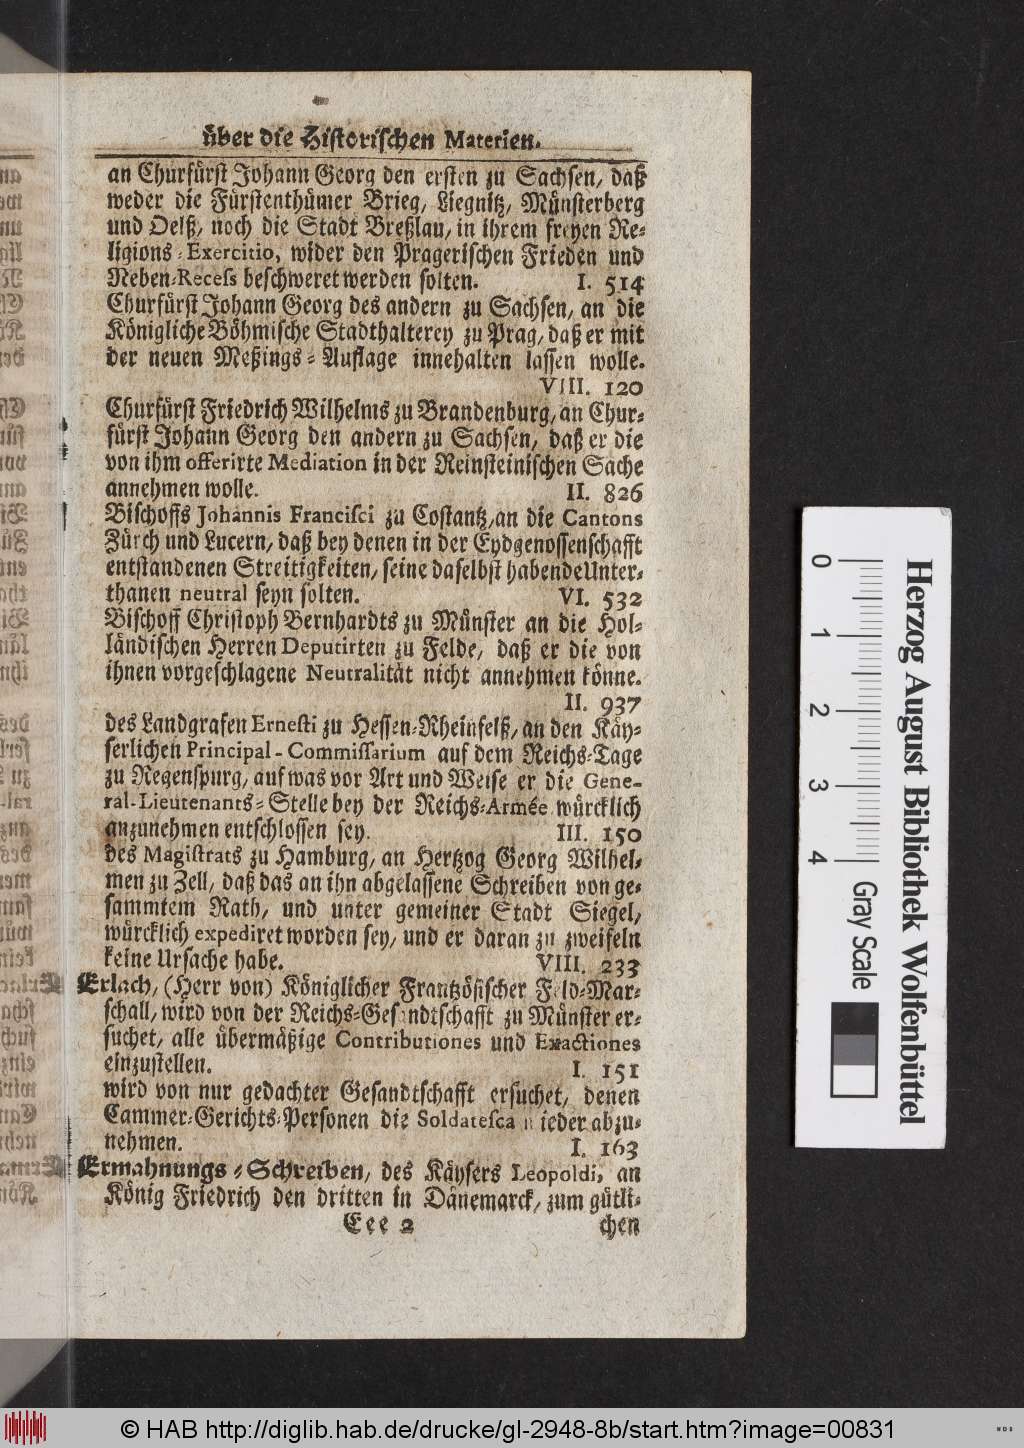 über die Historischen Materien.
an Churfürst Johann Georg den ersten zu Sachsen, daß
weder die Fürstenthümer Brieg, Liegnitz, Münsterberg
und Oelß, noch die Stadt Breßlau, in ihrem freyen Re-
ligions-Exercitio, wider den Pragerischen Frieden und
Neben-Recess beschweret werden solten. I. 514
Churfürst Johann Georg des andern zu Sachsen, an die
Königliche Böhmische Stadthalterey zu Prag, daß er mit
der neuen Meßings-Auflage innehalten lassen wolle.
VIII. 120
Churfürst Friedrich Wilhelms zu Brandenburg, an Chur-
fürst Johann Georg den andern zu Sachsen, daß er die
von ihm offerirte Mediation in der Reinsteinischen Sache
annehmen wolle. II. 826
Bischoffs Johannis Francisci zu Costantz, an die Cantons
Zürch und Lucern, daß bey denen in der Eydgenossenschafft
entstandenen Streitigkeiten, seine daselbst habende Unter-
thanen neutral seyn solten. VI. 532
Bischoff Christoph Bernhardts zu Münster an die Hol-
ländischen Herren Deputirten zu Felde, daß er die von
ihnen vorgeschlagene Neutralität nicht annehmen könne.
II. 937
des Landgrafen Ernesti zu Hessen-Rheinfelß, an den Käy-
serlichen Principal-Commissarium auf dem Reichs-Tage
zu Regenspurg, auf was vor Art und Weise er die Gene-
ral-Lieutenants-Stelle bey der Reichs-Armée würcklich
anzunehmen entschlossen sey. III. 150
des Magistrats zu Hamburg, an Hertzog Georg Wilhel-
men zu Zell, daß das an ihn abgelassene Schreiben von ge-
sammtem Rath, und unter gemeiner Stadt Siegel,
würcklich expediret worden sey, und er daran zu zweifeln
keine Ursache habe. VIII. 233
Erlach, (Herr von) Königlicher Frantzösischer Feld-Mar-
schall, wird von der Reichs-Gesandtschafft zu Münster er-
suchet, alle übermäßige Contributiones und Exactiones
einzustellen. I. 151
wird von nur gedachter Gesandtschafft ersuchet, denen
Cammer-Gerichts-Personen die Soldatesca wieder abzu-
nehmen. I. 163
Ermahnungs-Schreiben, des Käysers Leopoldi, an
König Friedrich den dritten in Dänemarck, zum gütli-
Eee 2 chen
0 1 2 3 4
Herzog August Bibliothek Wolfenbüttel
Gray Scale
© HAB http://diglib.hab.de/drucke/gl-2948-8b/start.htm?image=00831